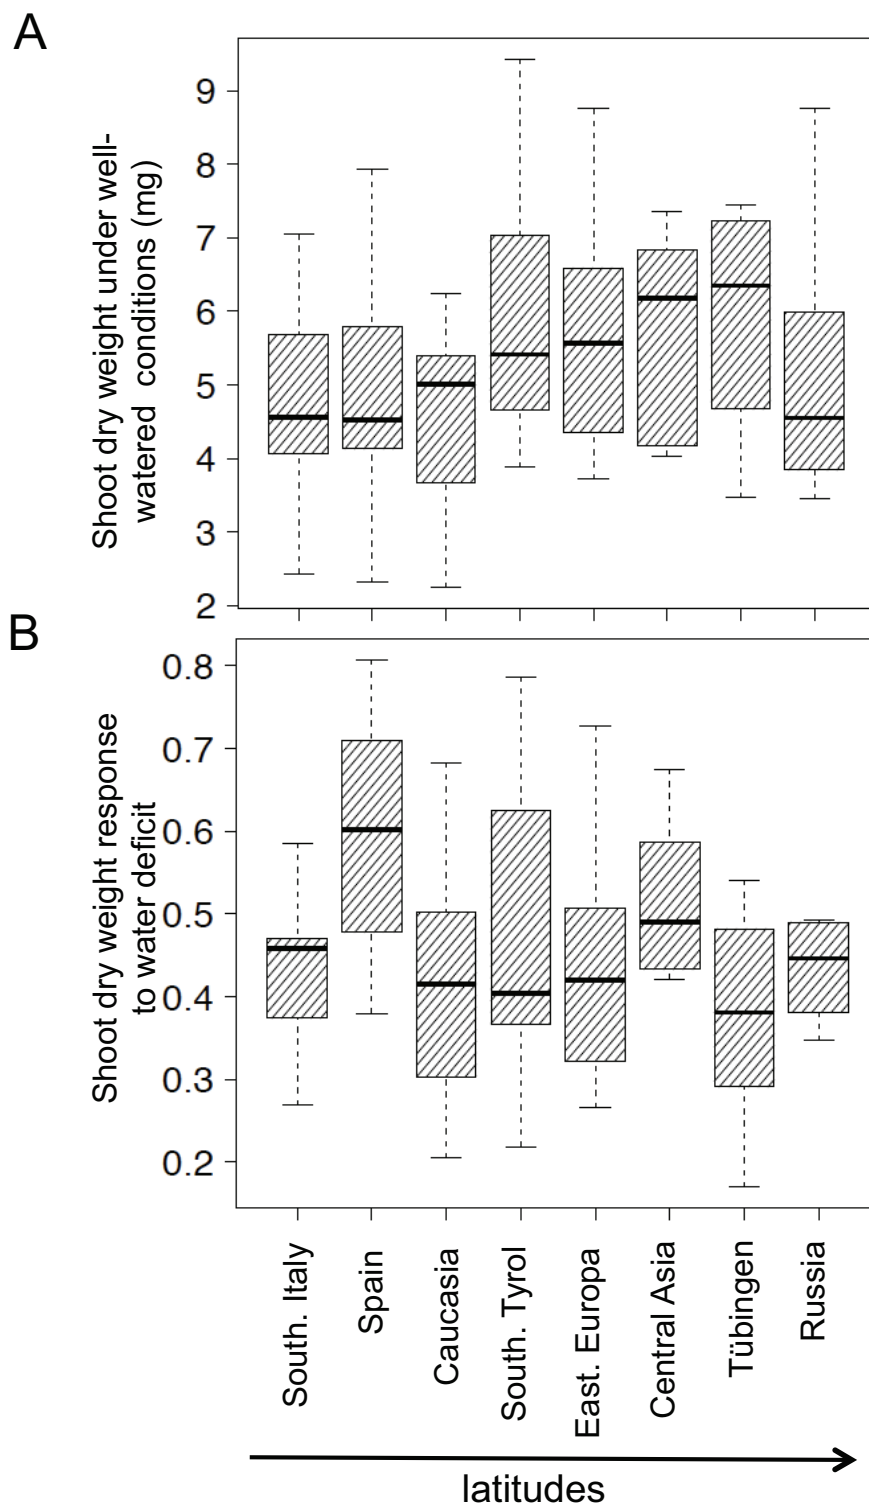 A
Shoot dry weight under well-
watered conditions (mg)
9
8
7
6
5
4
3
2
B
Shoot dry weight response
to water deficit
0.8
0.7
0.6
0.5
0.4
0.3
0.2
South. Italy
Spain
Caucasia
South. Tyrol
East. Europa
Central Asia
Tübingen
Russia
latitudes